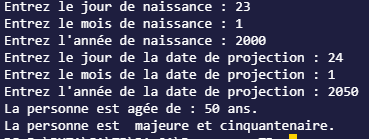 Entrez le jour de naissance : 23
Entrez le mois de naissance : 1
Entrez l'année de naissance : 2000
Entrez le jour de la date de projection : 24
Entrez le mois de la date de projection : 1
Entrez l'année de la date de projection : 2050
La personne est agée de : 50 ans.
La personne est  majeure et cinquantenaire.